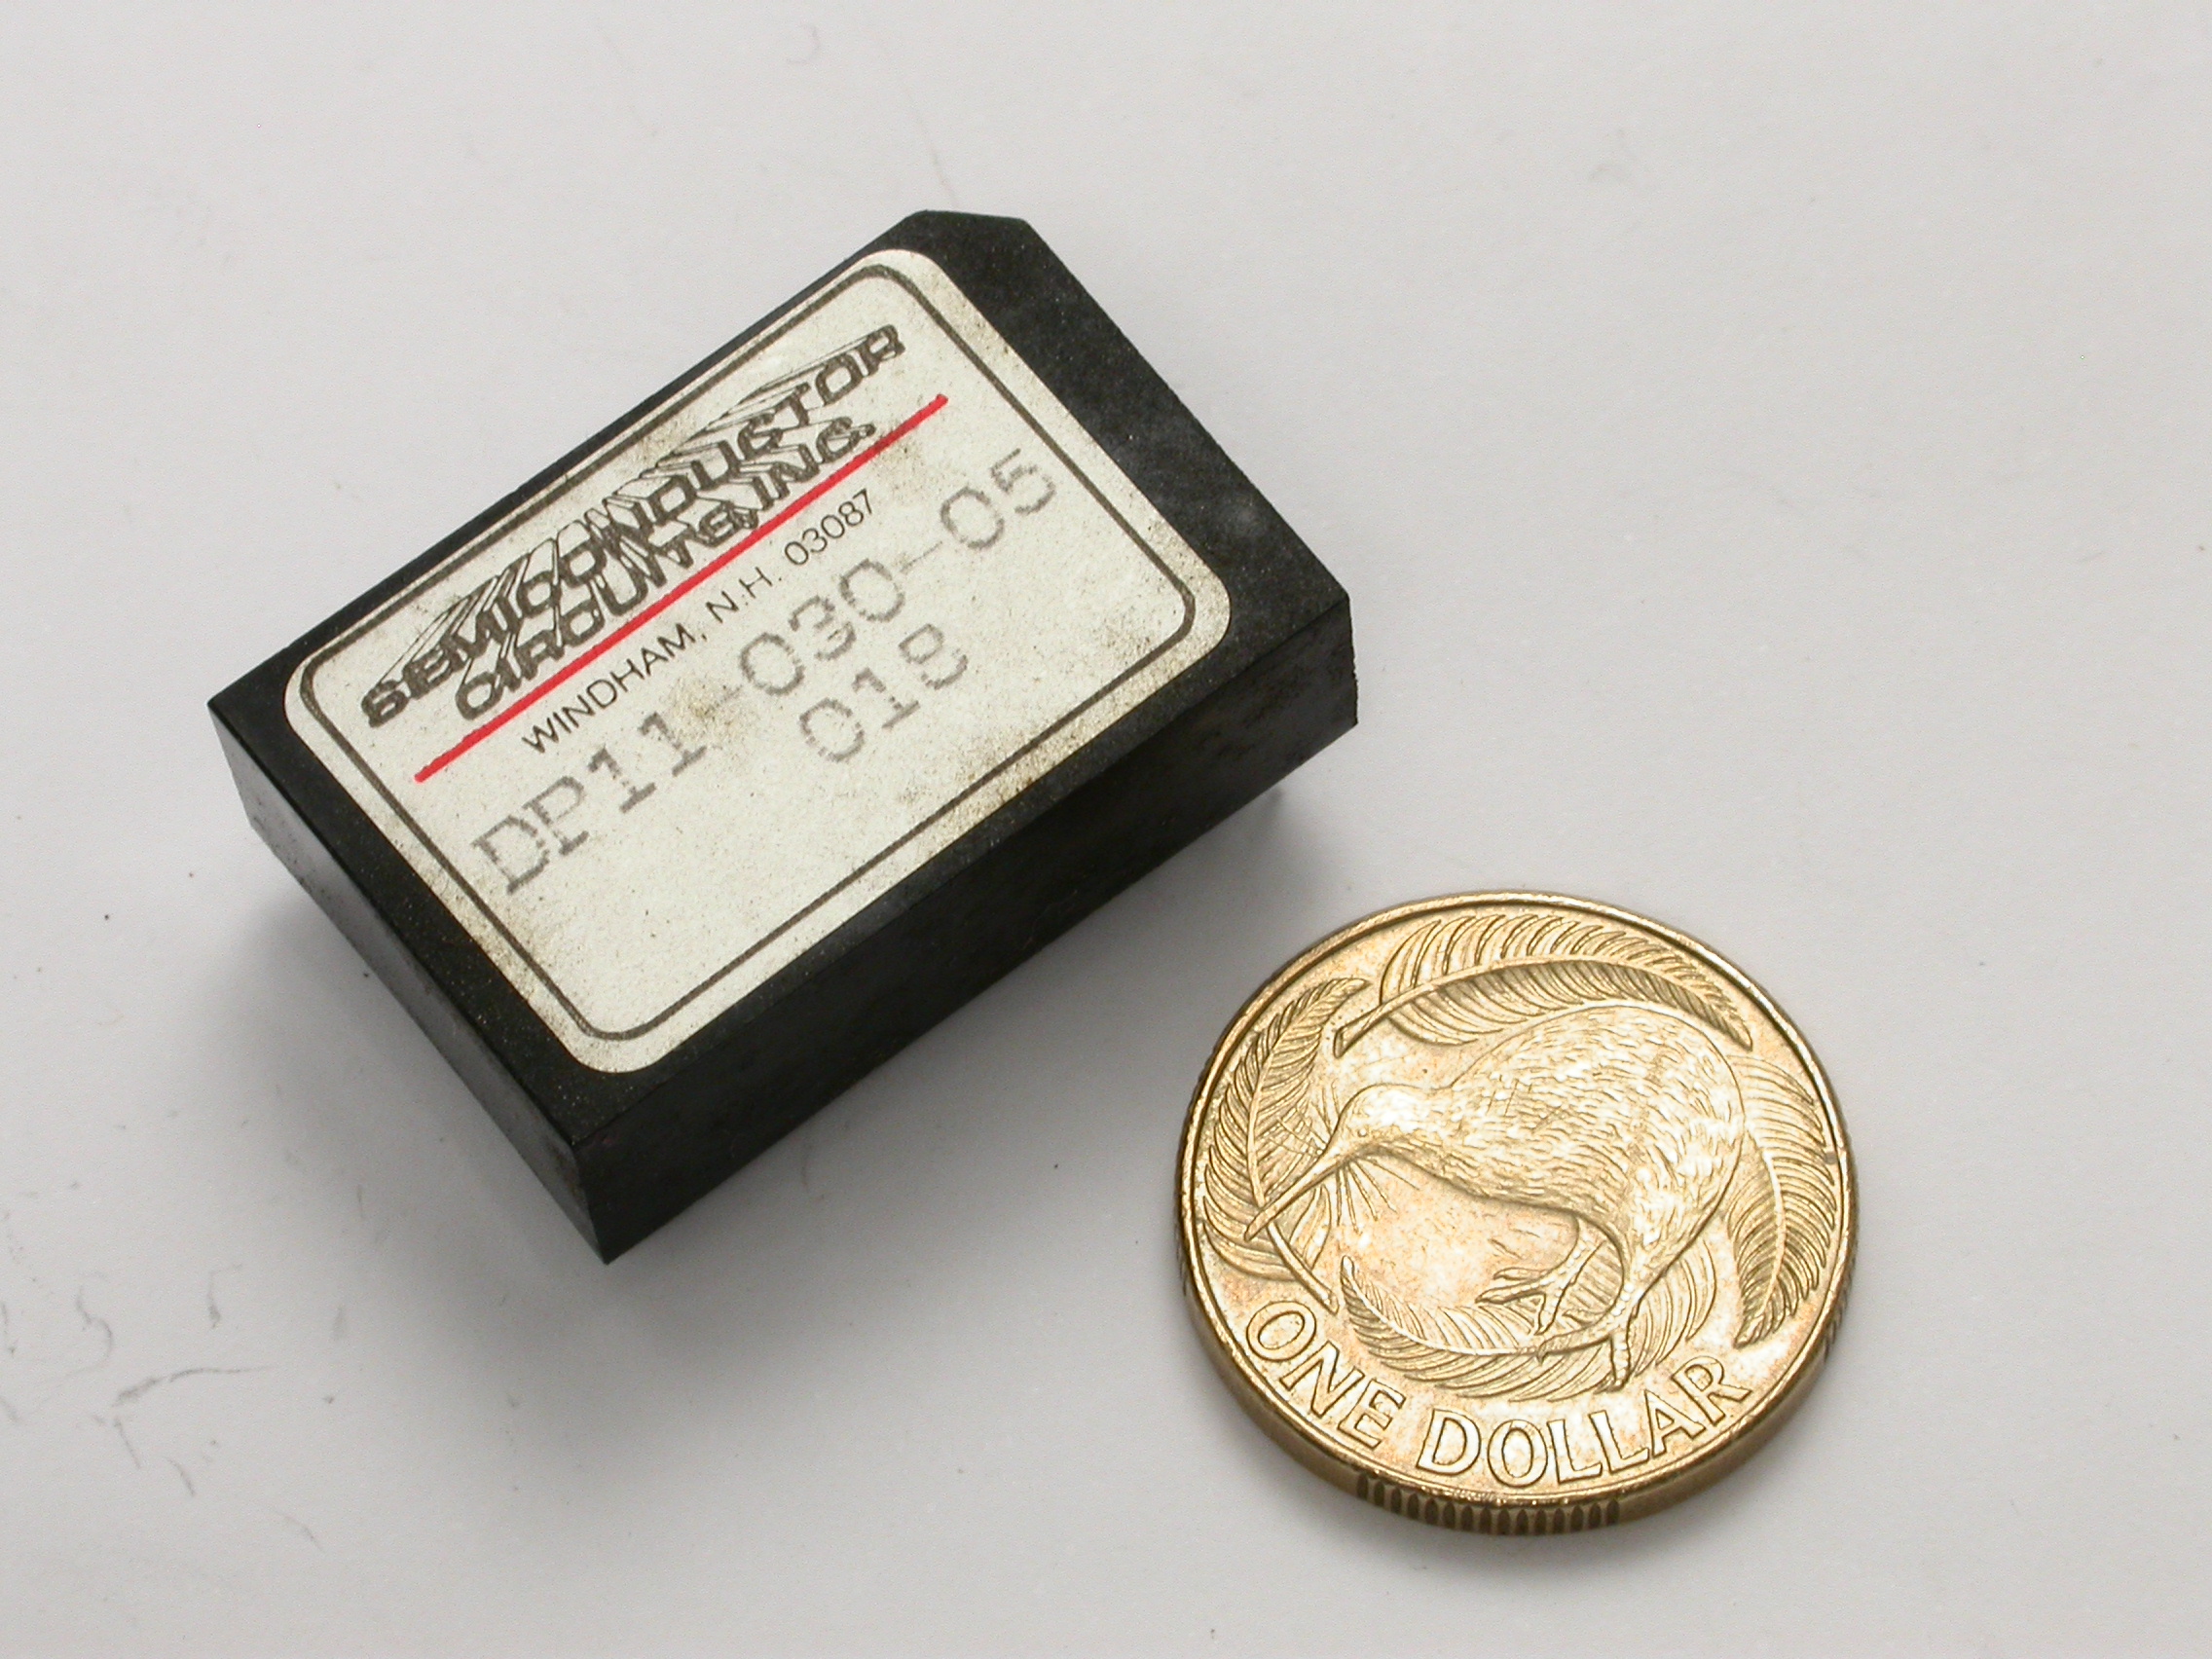 SEMICONDUCTOR
CIRCUITS, INC.
WINDHAM, N.H. 03087
DP11-030-05
018
ONE DOLLAR